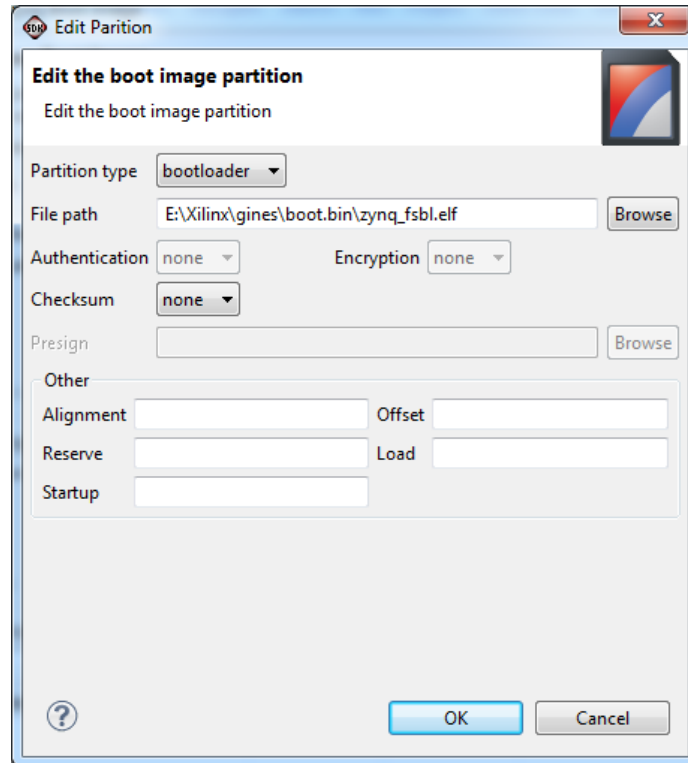 SDK Edit Parition
Edit the boot image partition
Edit the boot image partition
Partition type bootloader
File path E:\Xilinx\gines\boot.bin\zynq_fsbl.elf Browse
Authentication none Encryption none
Checksum none
Presign Browse
Other
Alignment Offset
Reserve Load
Startup
? OK Cancel